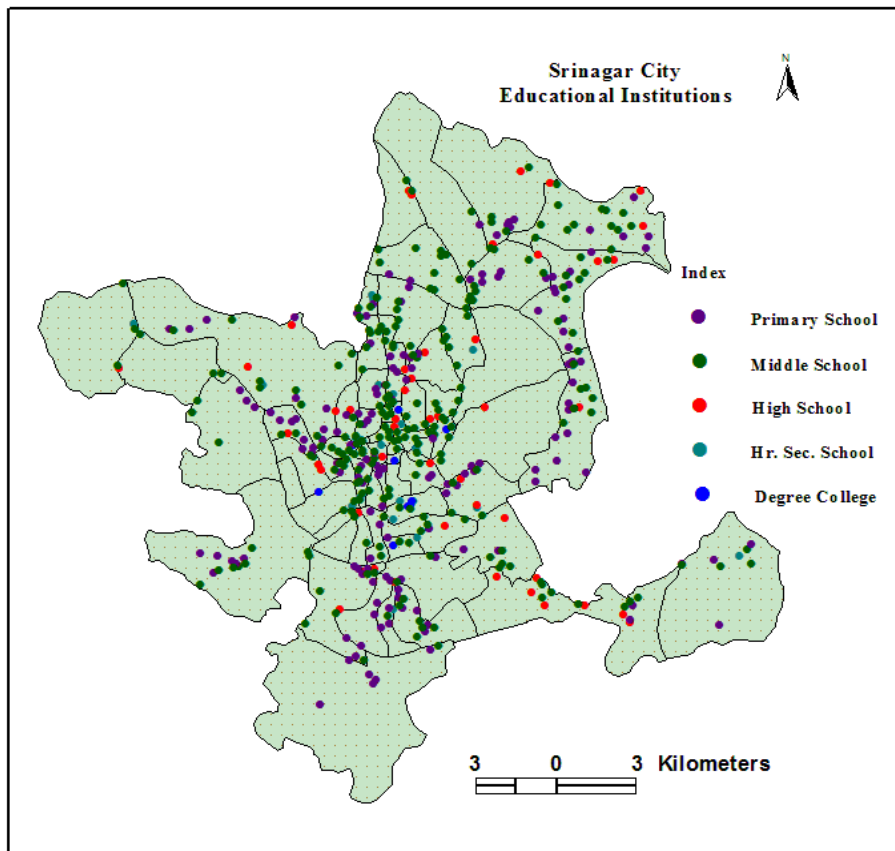 N
Srinagar City
Educational Institutions
Index
Primary School
Middle School
High School
Hr. Sec. School
Degree College
3 0 3 Kilometers